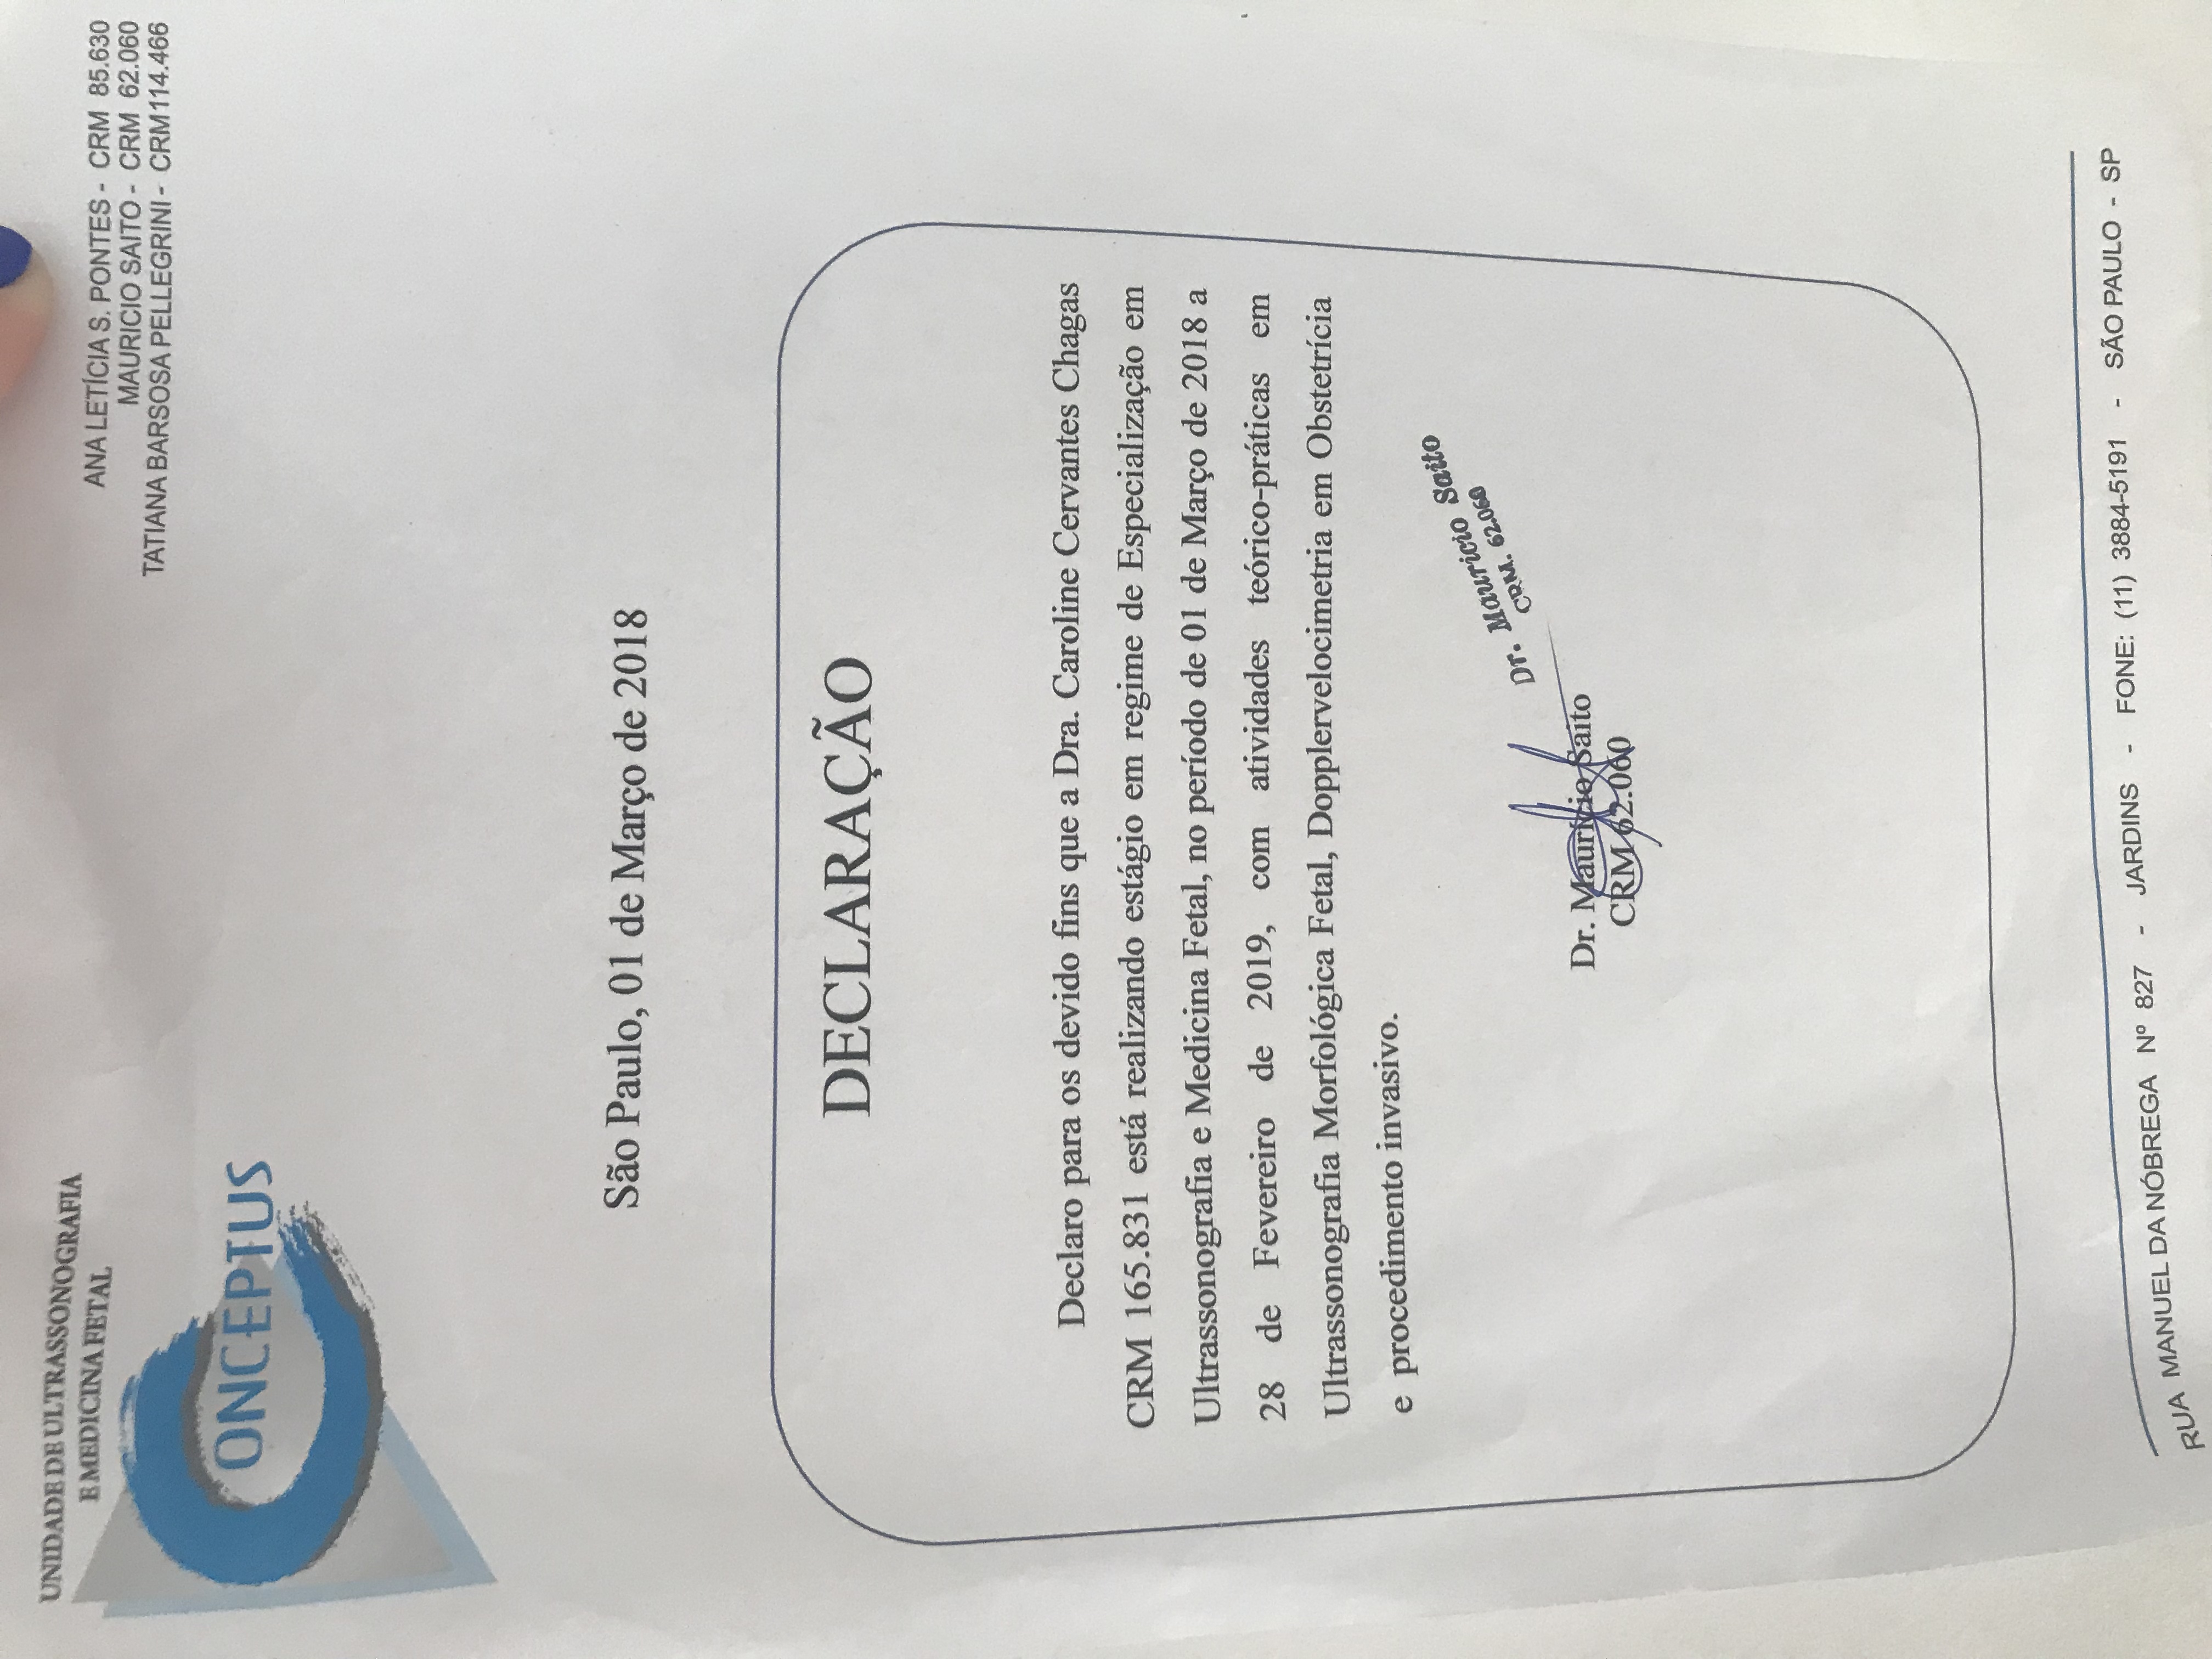 UNIDADE DE ULTRASSONOGRAFIA
E MEDICINA FETAL
ONCEPTUS
ANA LETÍCIA S. PONTES - CRM 85.630
MAURICIO SAITO - CRM 62.060
TATIANA BARSOSA PELLEGRINI - CRM114.466
São Paulo, 01 de Março de 2018
DECLARAÇÃO
Declaro para os devido fins que a Dra. Caroline Cervantes Chagas
CRM 165.831 está realizando estágio em regime de Especialização em
Ultrassonografia e Medicina Fetal, no período de 01 de Março de 2018 a
28 de Fevereiro de 2019, com atividades teórico-práticas em
Ultrassonografia Morfológica Fetal, Dopplervelocimetria em Obstetrícia
e procedimento invasivo.
Dr. Mauricio Saito
CRM. 62.060
Dr. Maurício Saito
CRM 62.060
RUA MANUEL DA NÓBREGA Nº 827 - JARDINS - FONE: (11) 3884-5191 - SÃO PAULO - SP